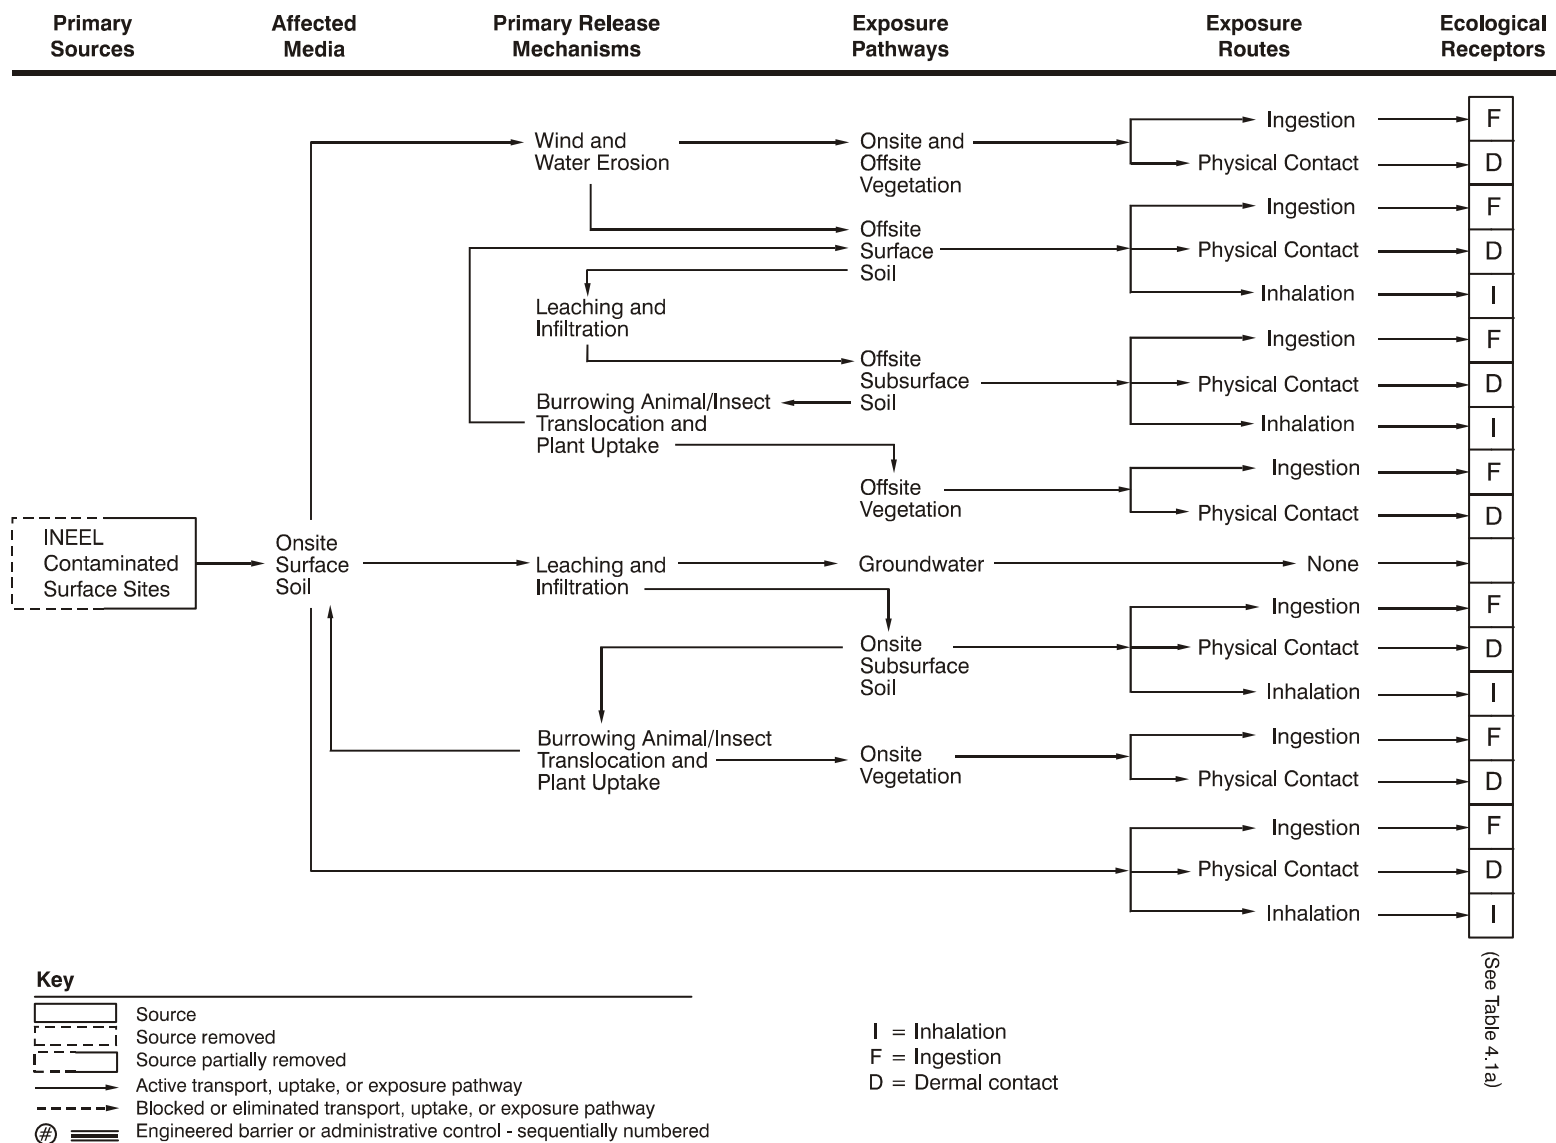 Primary Sources
Affected Media
Primary Release Mechanisms
Exposure Pathways
Exposure Routes
Ecological Receptors
Wind and
Water Erosion
Onsite and
Offsite
Vegetation
Ingestion
F
Physical Contact
D
Offsite
Surface
Soil
Ingestion
F
Physical Contact
D
Inhalation
I
Leaching and
Infiltration
Offsite
Subsurface
Soil
Ingestion
F
Physical Contact
D
Inhalation
I
Burrowing Animal/Insect
Translocation and
Plant Uptake
Offsite
Vegetation
Ingestion
F
Physical Contact
D
INEEL
Contaminated
Surface Sites
Onsite
Surface
Soil
Leaching and
Infiltration
Groundwater
None
Onsite
Subsurface
Soil
Ingestion
F
Physical Contact
D
Inhalation
I
Burrowing Animal/Insect
Translocation and
Plant Uptake
Onsite
Vegetation
Ingestion
F
Physical Contact
D
Ingestion
F
Physical Contact
D
Inhalation
I
(See Table 4.1a)
Key
Source
Source removed
Source partially removed
Active transport, uptake, or exposure pathway
Blocked or eliminated transport, uptake, or exposure pathway
# Engineered barrier or administrative control - sequentially numbered
I = Inhalation
F = Ingestion
D = Dermal contact